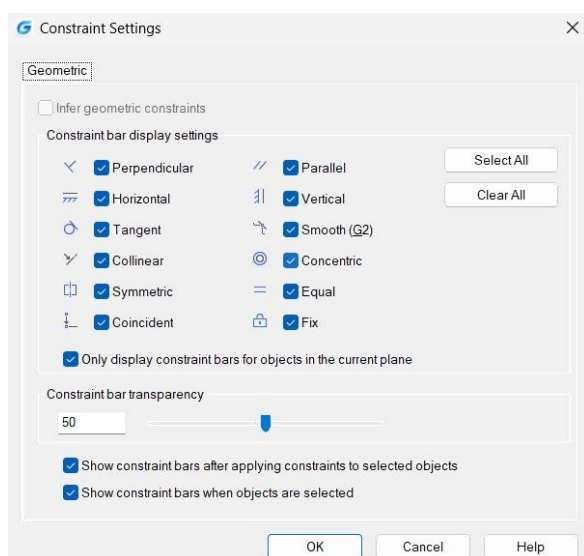 Constraint Settings
Geometric
Infer geometric constraints
Constraint bar display settings
Perpendicular
Parallel
Select All
Horizontal
Vertical
Clear All
Tangent
Smooth (G2)
Collinear
Concentric
Symmetric
Equal
Coincident
Fix
Only display constraint bars for objects in the current plane
Constraint bar transparency
50
Show constraint bars after applying constraints to selected objects
Show constraint bars when objects are selected
OK
Cancel
Help